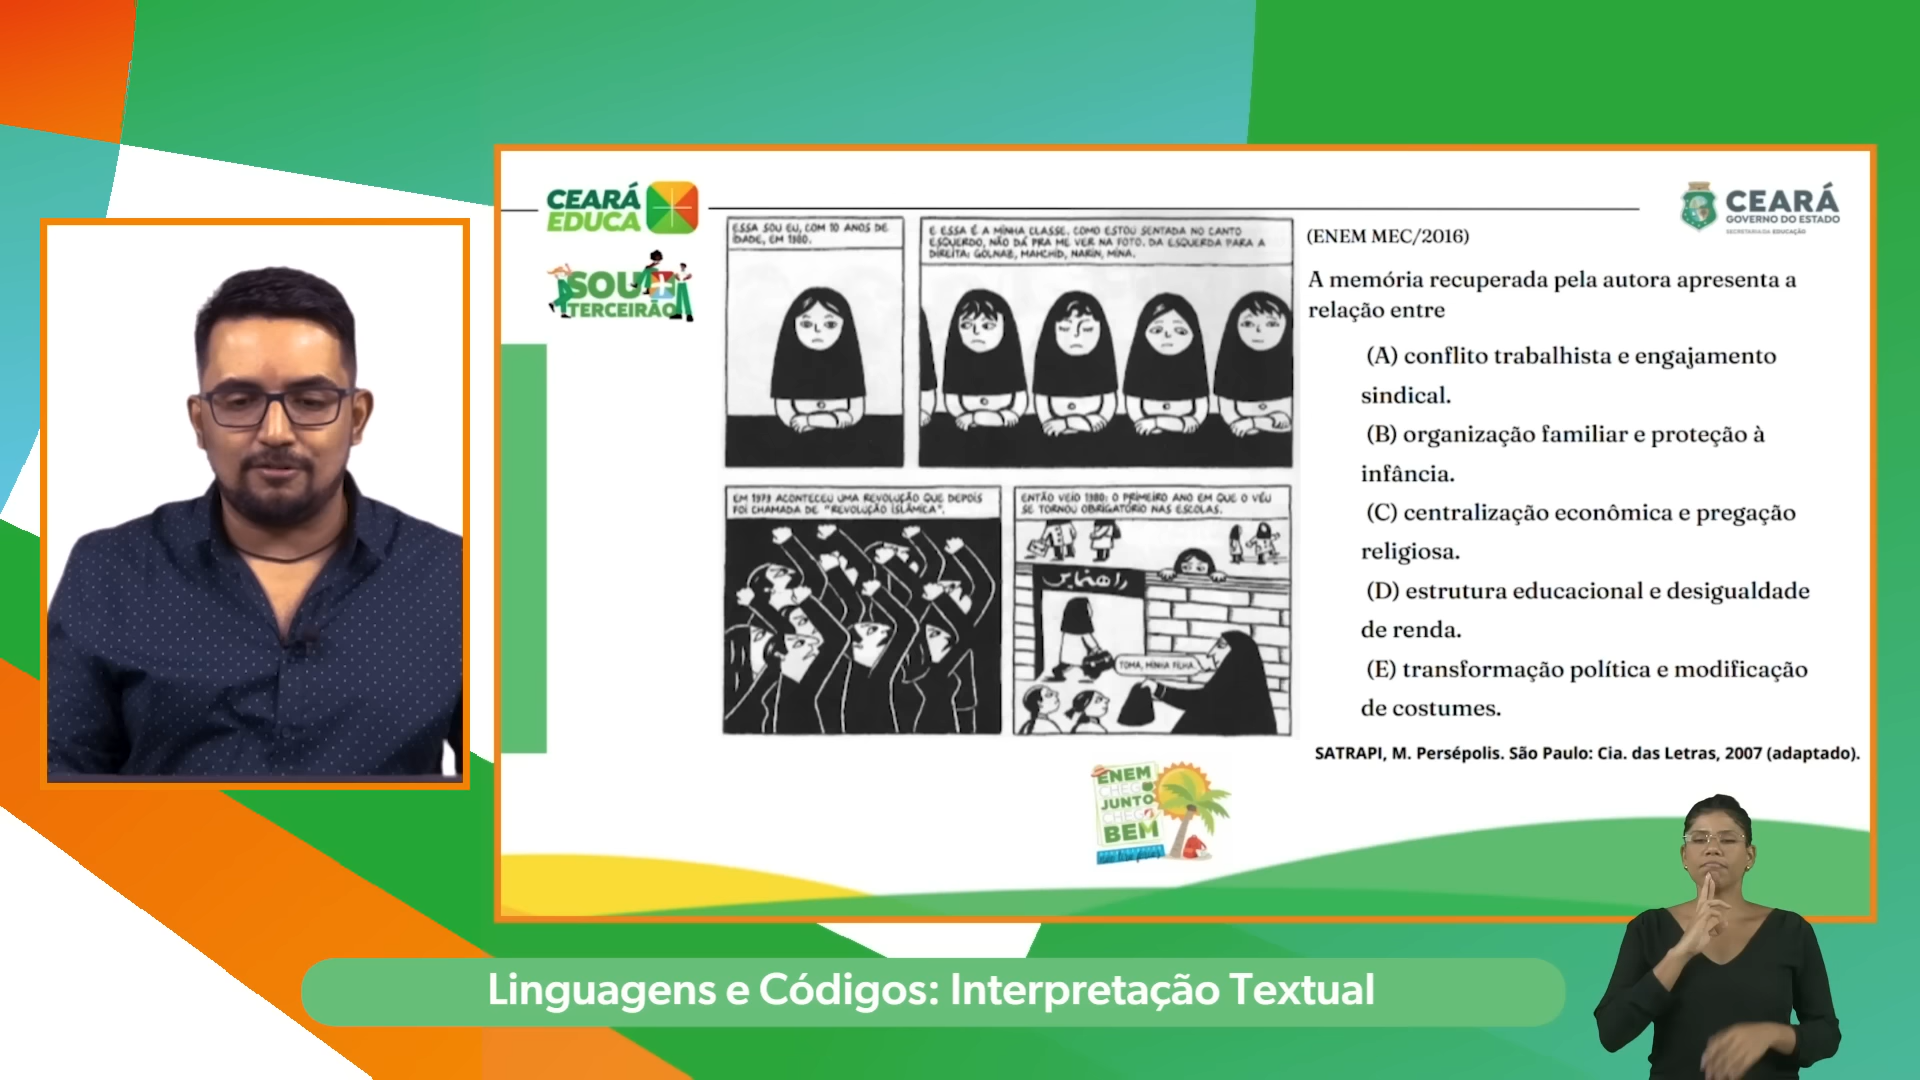 CEARÁ
EDUCA
SOU+
TERCEIRÃO
CEARÁ
GOVERNO DO ESTADO
SECRETARIA DA EDUCAÇÃO
ESSA SOU EU, COM 10 ANOS DE
IDADE, EM 1980.
E ESSA É A MINHA CLASSE. COMO ESTOU SENTADA NO CANTO
ESQUERDO, NÃO DÁ PRA ME VER NA FOTO. DA ESQUERDA PARA A
DIREITA: GOLNAZ, MAHCHID, NARIN, MINA.
EM 1979 ACONTECEU UMA REVOLUÇÃO QUE DEPOIS
FOI CHAMADA DE "REVOLUÇÃO ISLÂMICA".
ENTÃO VEIO 1980: O PRIMEIRO ANO EM QUE O VÉU
SE TORNOU OBRIGATÓRIO NAS ESCOLAS.
TOMA, MINHA FILHA.
(ENEM MEC/2016)
A memória recuperada pela autora apresenta a
relação entre
(A) conflito trabalhista e engajamento
sindical.
(B) organização familiar e proteção à
infância.
(C) centralização econômica e pregação
religiosa.
(D) estrutura educacional e desigualdade
de renda.
(E) transformação política e modificação
de costumes.
SATRAPI, M. Persépolis. São Paulo: Cia. das Letras, 2007 (adaptado).
ENEM
CHEGO
JUNTO
CHEGO
BEM
Linguagens e Códigos: Interpretação Textual